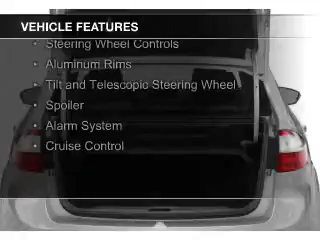 VEHICLE FEATURES
• Steering Wheel Controls
• Aluminum Rims
• Tilt and Telescopic Steering Wheel
• Spoiler
• Alarm System
• Cruise Control